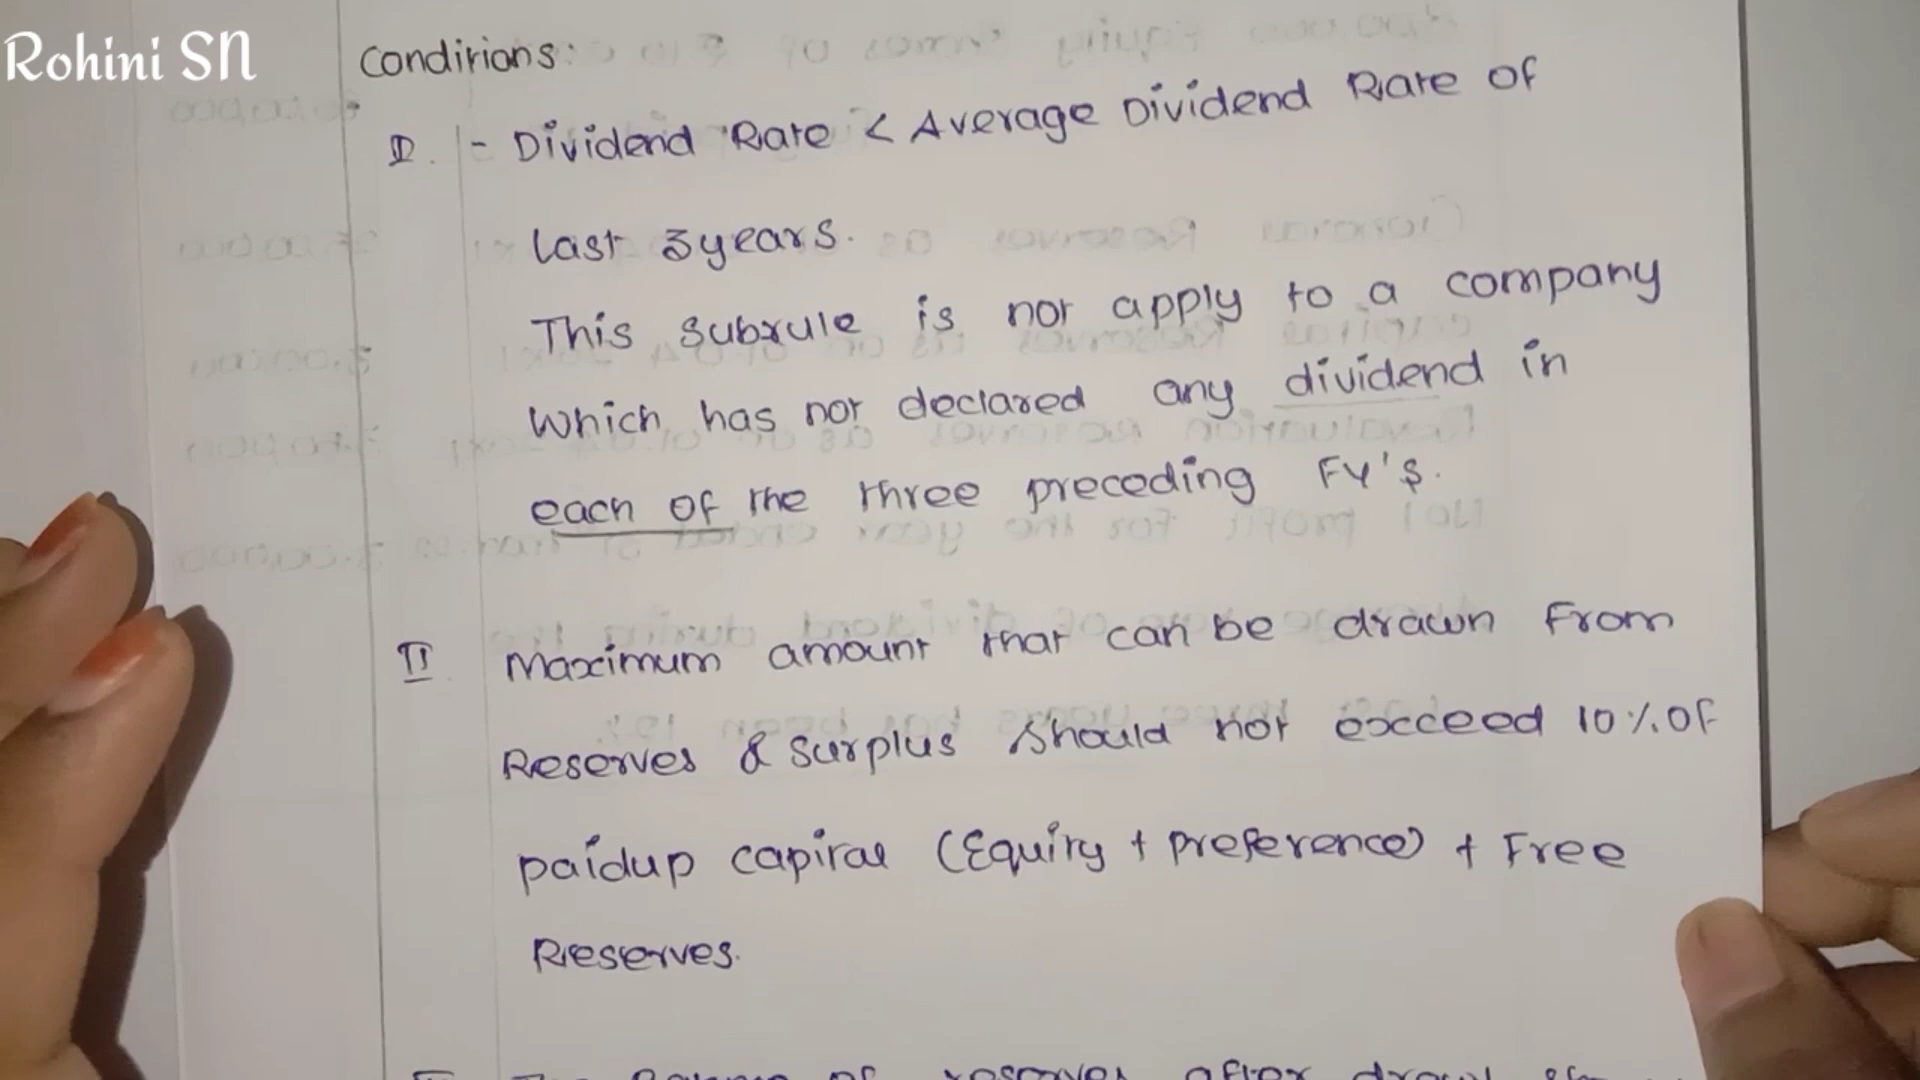 Rohini SN
Conditions:
I. - Dividend Rate < Average Dividend Rate of
last 3years.
This subrule is not apply to a company
which has not declared any dividend in
each of the three preceding FY's.
II Maximum amount that can be drawn from
Reserves & surplus should not exceed 10% of
paidup capital (Equity + preference) + Free
Reserves.